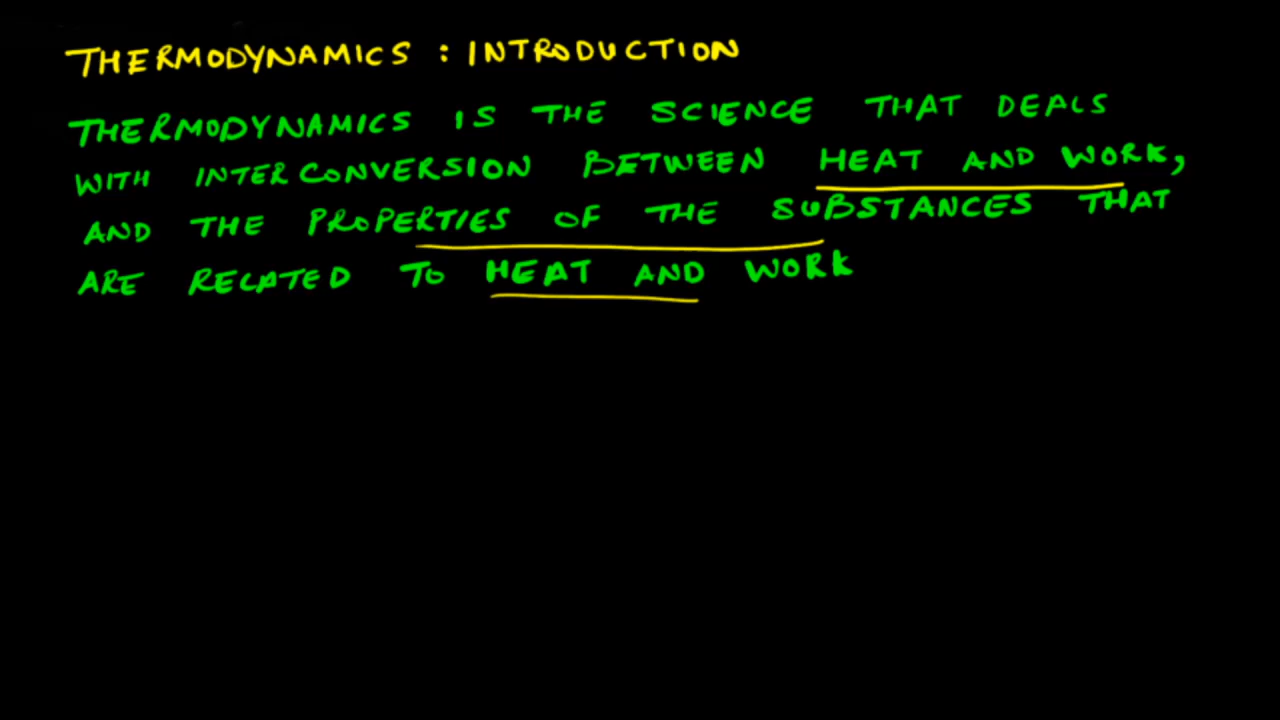 THERMODYNAMICS : INTRODUCTION
THERMODYNAMICS IS THE SCIENCE THAT DEALS
WITH INTERCONVERSION BETWEEN HEAT AND WORK,
AND THE PROPERTIES OF THE SUBSTANCES THAT
ARE RELATED TO HEAT AND WORK